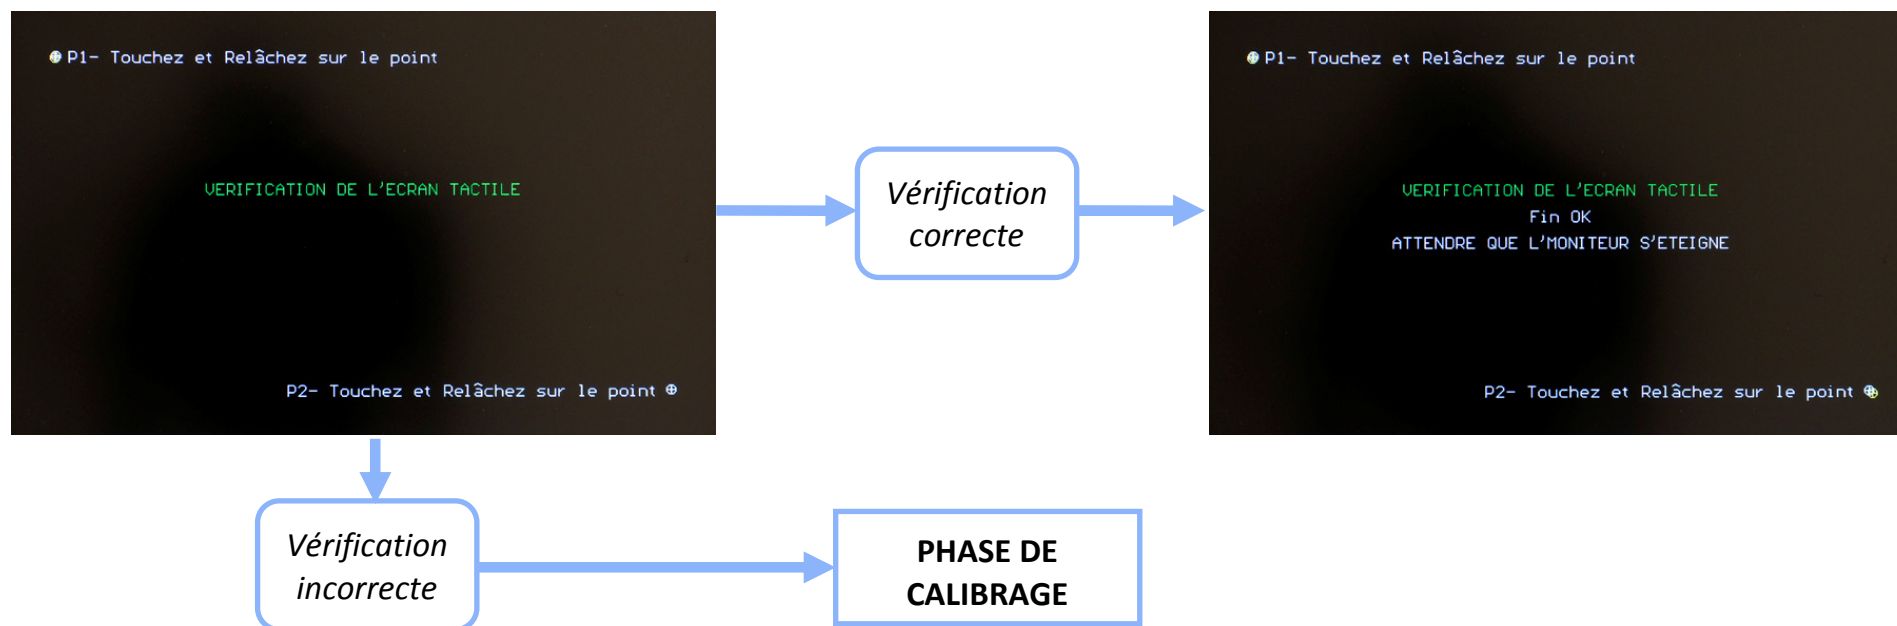 P1- Touchez et Relâchez sur le point
VERIFICATION DE L'ECRAN TACTILE
P2- Touchez et Relâchez sur le point
Vérification
correcte
P1- Touchez et Relâchez sur le point
VERIFICATION DE L'ECRAN TACTILE
Fin OK
ATTENDRE QUE L'MONITEUR S'ETEIGNE
P2- Touchez et Relâchez sur le point
Vérification
incorrecte
PHASE DE
CALIBRAGE